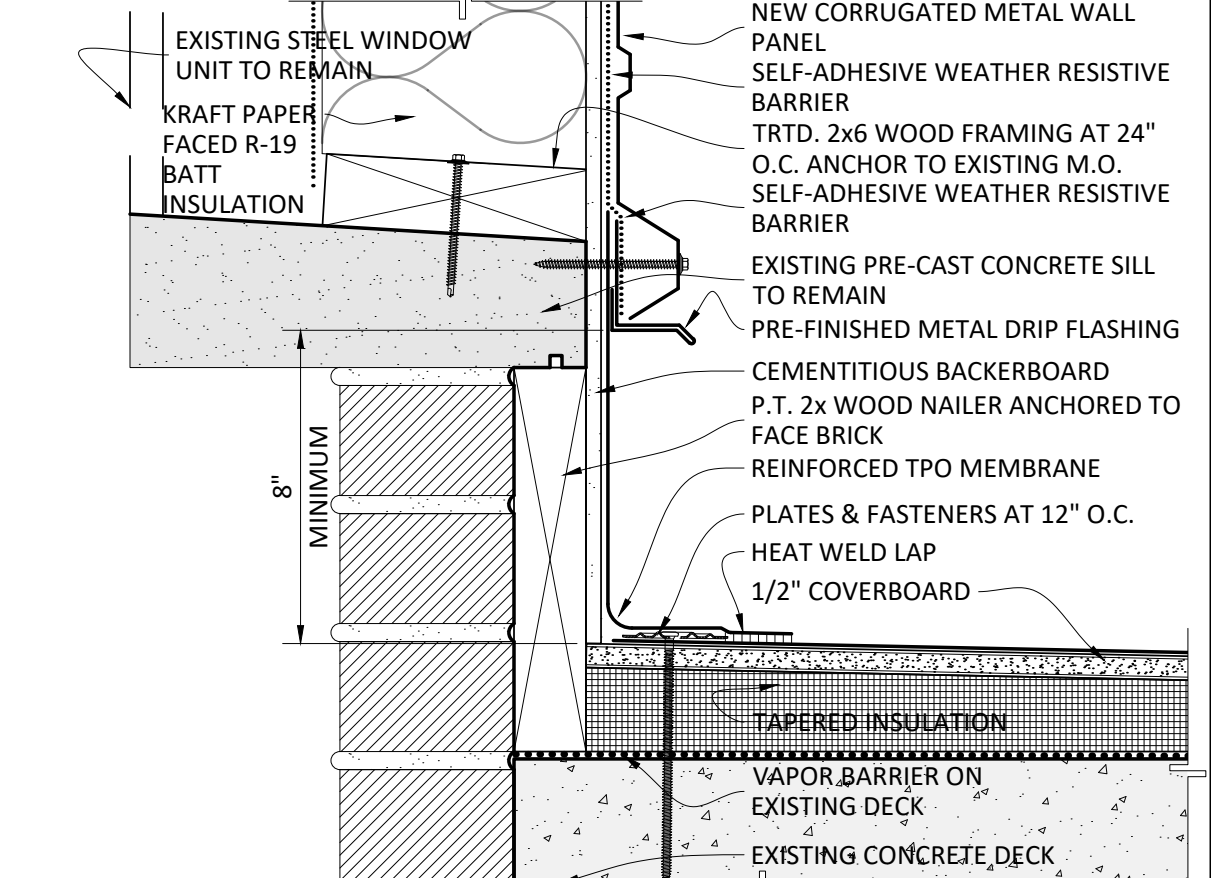 EXISTING STEEL WINDOW
UNIT TO REMAIN
KRAFT PAPER
FACED R-19
BATT
INSULATION
8"
MINIMUM
NEW CORRUGATED METAL WALL
PANEL
SELF-ADHESIVE WEATHER RESISTIVE
BARRIER
TRTD. 2x6 WOOD FRAMING AT 24"
O.C. ANCHOR TO EXISTING M.O.
SELF-ADHESIVE WEATHER RESISTIVE
BARRIER
EXISTING PRE-CAST CONCRETE SILL
TO REMAIN
PRE-FINISHED METAL DRIP FLASHING
CEMENTITIOUS BACKERBOARD
P.T. 2x WOOD NAILER ANCHORED TO
FACE BRICK
REINFORCED TPO MEMBRANE
PLATES & FASTENERS AT 12" O.C.
HEAT WELD LAP
1/2" COVERBOARD
TAPERED INSULATION
VAPOR BARRIER ON
EXISTING DECK
EXISTING CONCRETE DECK